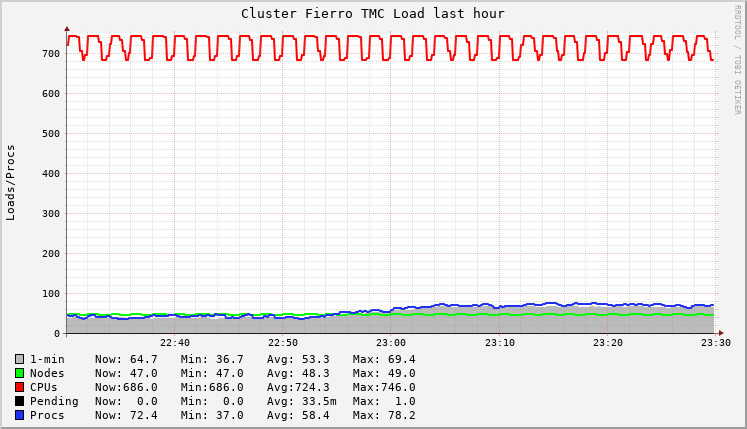 Cluster Fierro TMC Load last hour
RRDTOOL / TOBI OETIKER
Loads/Procs
700
600
500
400
300
200
100
0
22:40 22:50 23:00 23:10 23:20 23:30
1-min Now: 64.7 Min: 36.7 Avg: 53.3 Max: 69.4
Nodes Now: 47.0 Min: 47.0 Avg: 48.3 Max: 49.0
CPUs Now:686.0 Min:686.0 Avg:724.3 Max:746.0
Pending Now: 0.0 Min: 0.0 Avg: 33.5m Max: 1.0
Procs Now: 72.4 Min: 37.0 Avg: 58.4 Max: 78.2